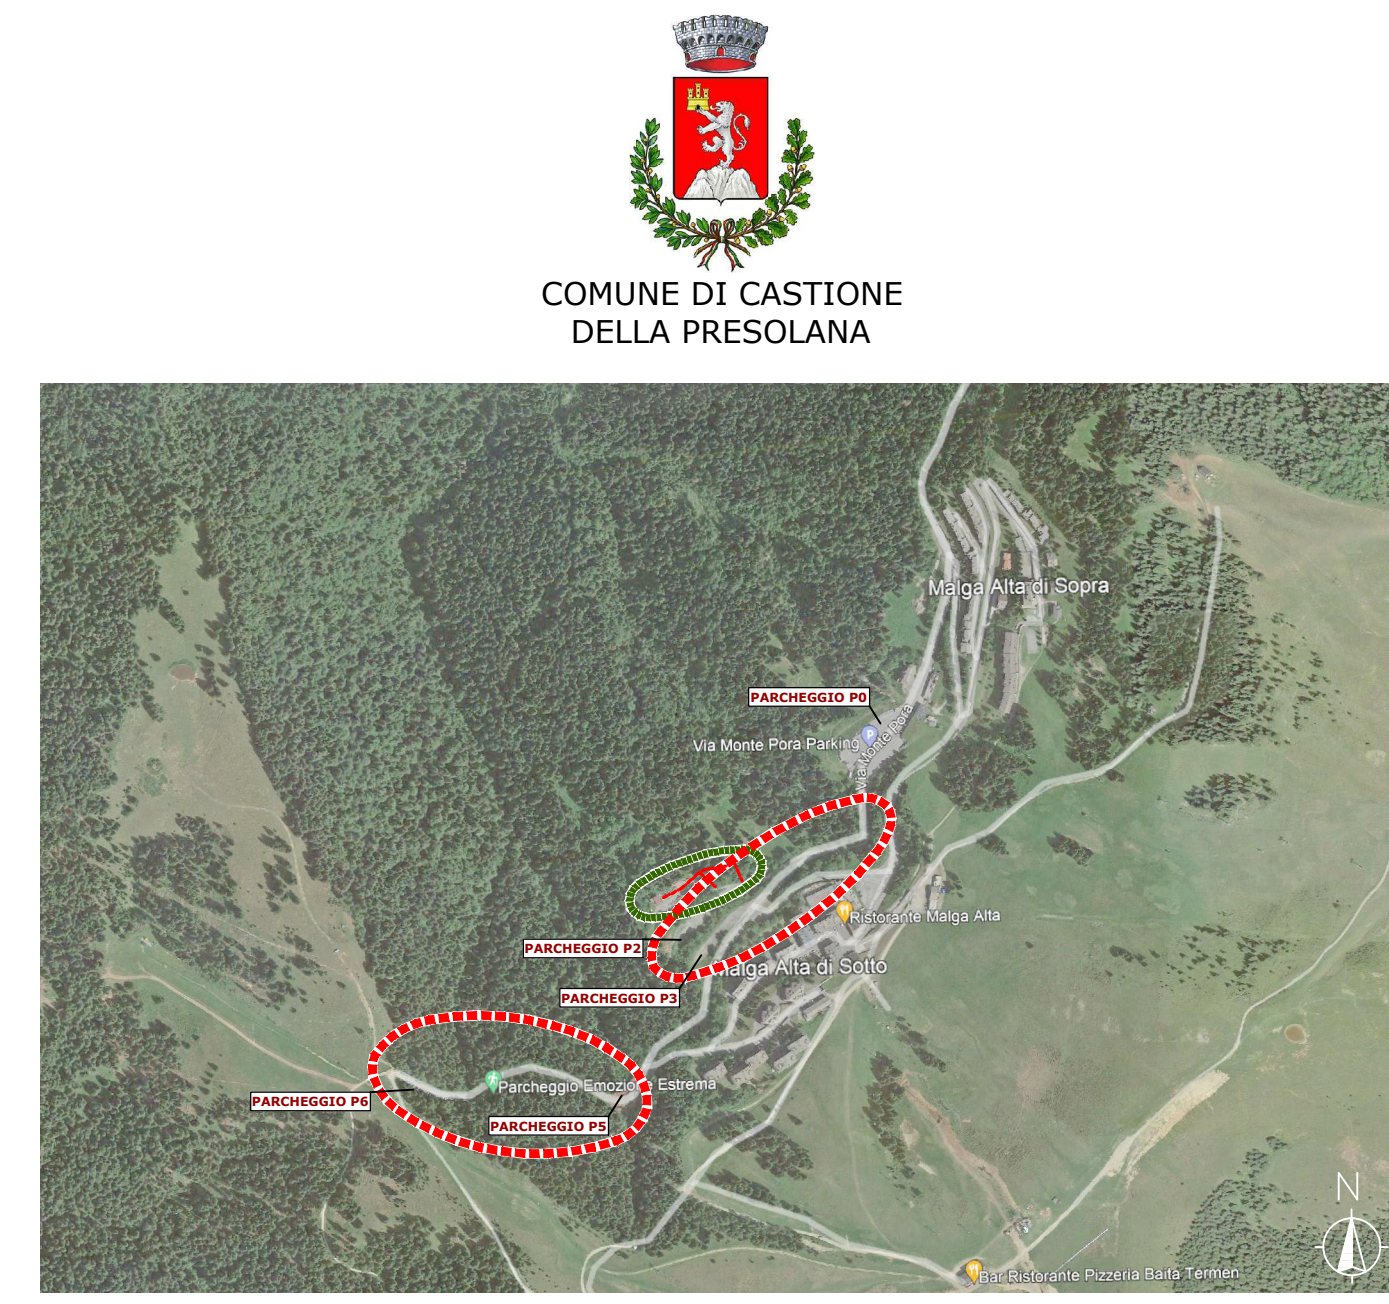 COMUNE DI CASTIONE
DELLA PRESOLANA
Malga Alta di Sopra
PARCHEGGIO P0
Via Monte Pora Parking
P
Via Monte Pora
Ristorante Malga Alta
PARCHEGGIO P2
Malga Alta di Sotto
PARCHEGGIO P3
Parcheggio Emozione Estrema
PARCHEGGIO P6
PARCHEGGIO P5
N
Bar Ristorante Pizzeria Baita Termen